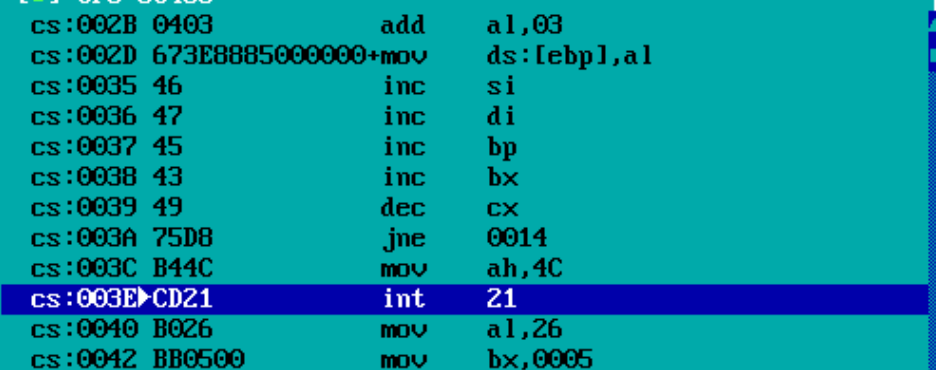 cs:002B 0403 add al,03
cs:002D 673E8885000000+mov ds:[ebp],al
cs:0035 46 inc si
cs:0036 47 inc di
cs:0037 45 inc bp
cs:0038 43 inc bx
cs:0039 49 dec cx
cs:003A 75D8 jne 0014
cs:003C B44C mov ah,4C
cs:003E►CD21 int 21
cs:0040 B026 mov al,26
cs:0042 BB0500 mov bx,0005